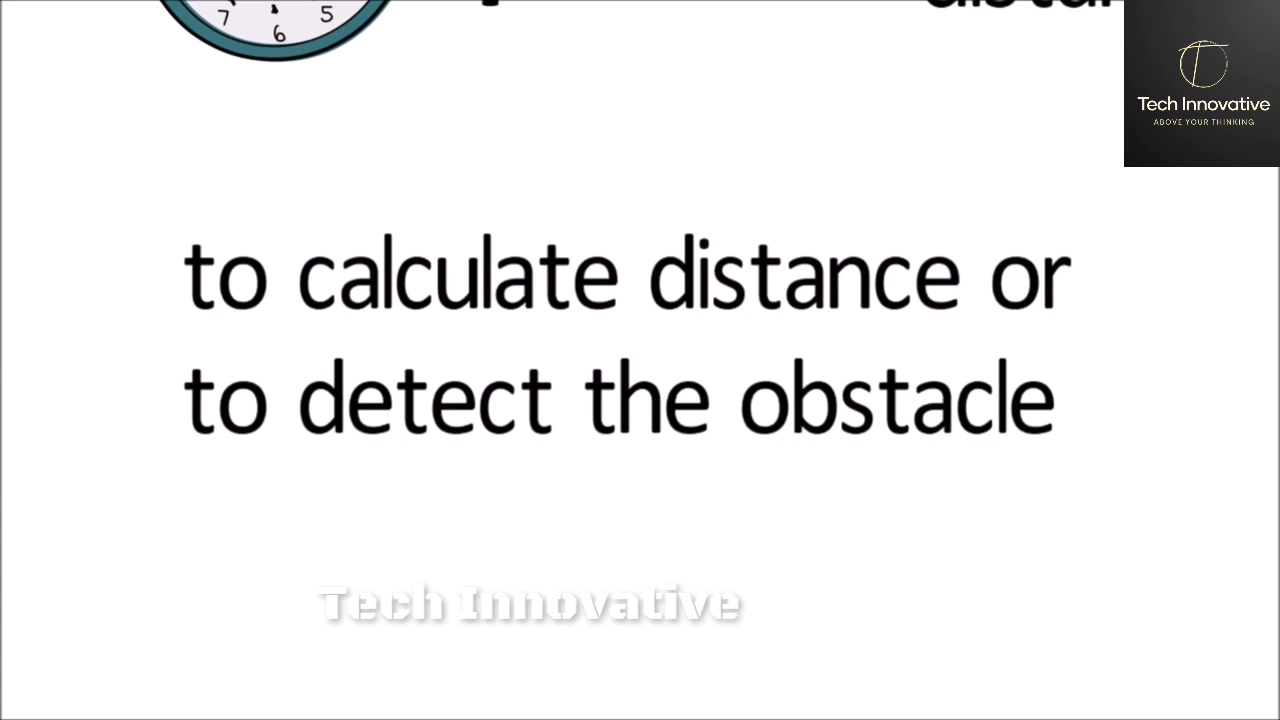 7 6 5
Tech Innovative
ABOVE YOUR THINKING
to calculate distance or
to detect the obstacle
Tech Innovative